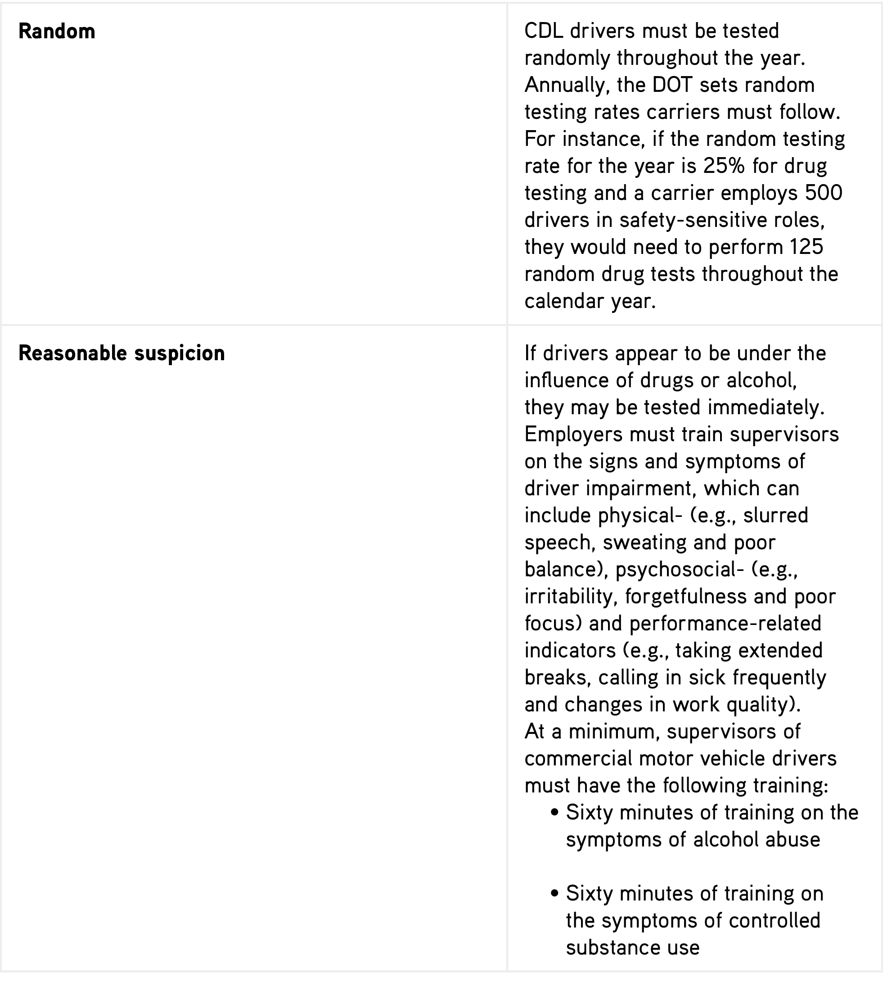 Random
CDL drivers must be tested
randomly throughout the year.
Annually, the DOT sets random
testing rates carriers must follow.
For instance, if the random testing
rate for the year is 25% for drug
testing and a carrier employs 500
drivers in safety-sensitive roles,
they would need to perform 125
random drug tests throughout the
calendar year.
Reasonable suspicion
If drivers appear to be under the
influence of drugs or alcohol,
they may be tested immediately.
Employers must train supervisors
on the signs and symptoms of
driver impairment, which can
include physical- (e.g., slurred
speech, sweating and poor
balance), psychosocial- (e.g.,
irritability, forgetfulness and poor
focus) and performance-related
indicators (e.g., taking extended
breaks, calling in sick frequently
and changes in work quality).
At a minimum, supervisors of
commercial motor vehicle drivers
must have the following training:
• Sixty minutes of training on the
symptoms of alcohol abuse
• Sixty minutes of training on
the symptoms of controlled
substance use